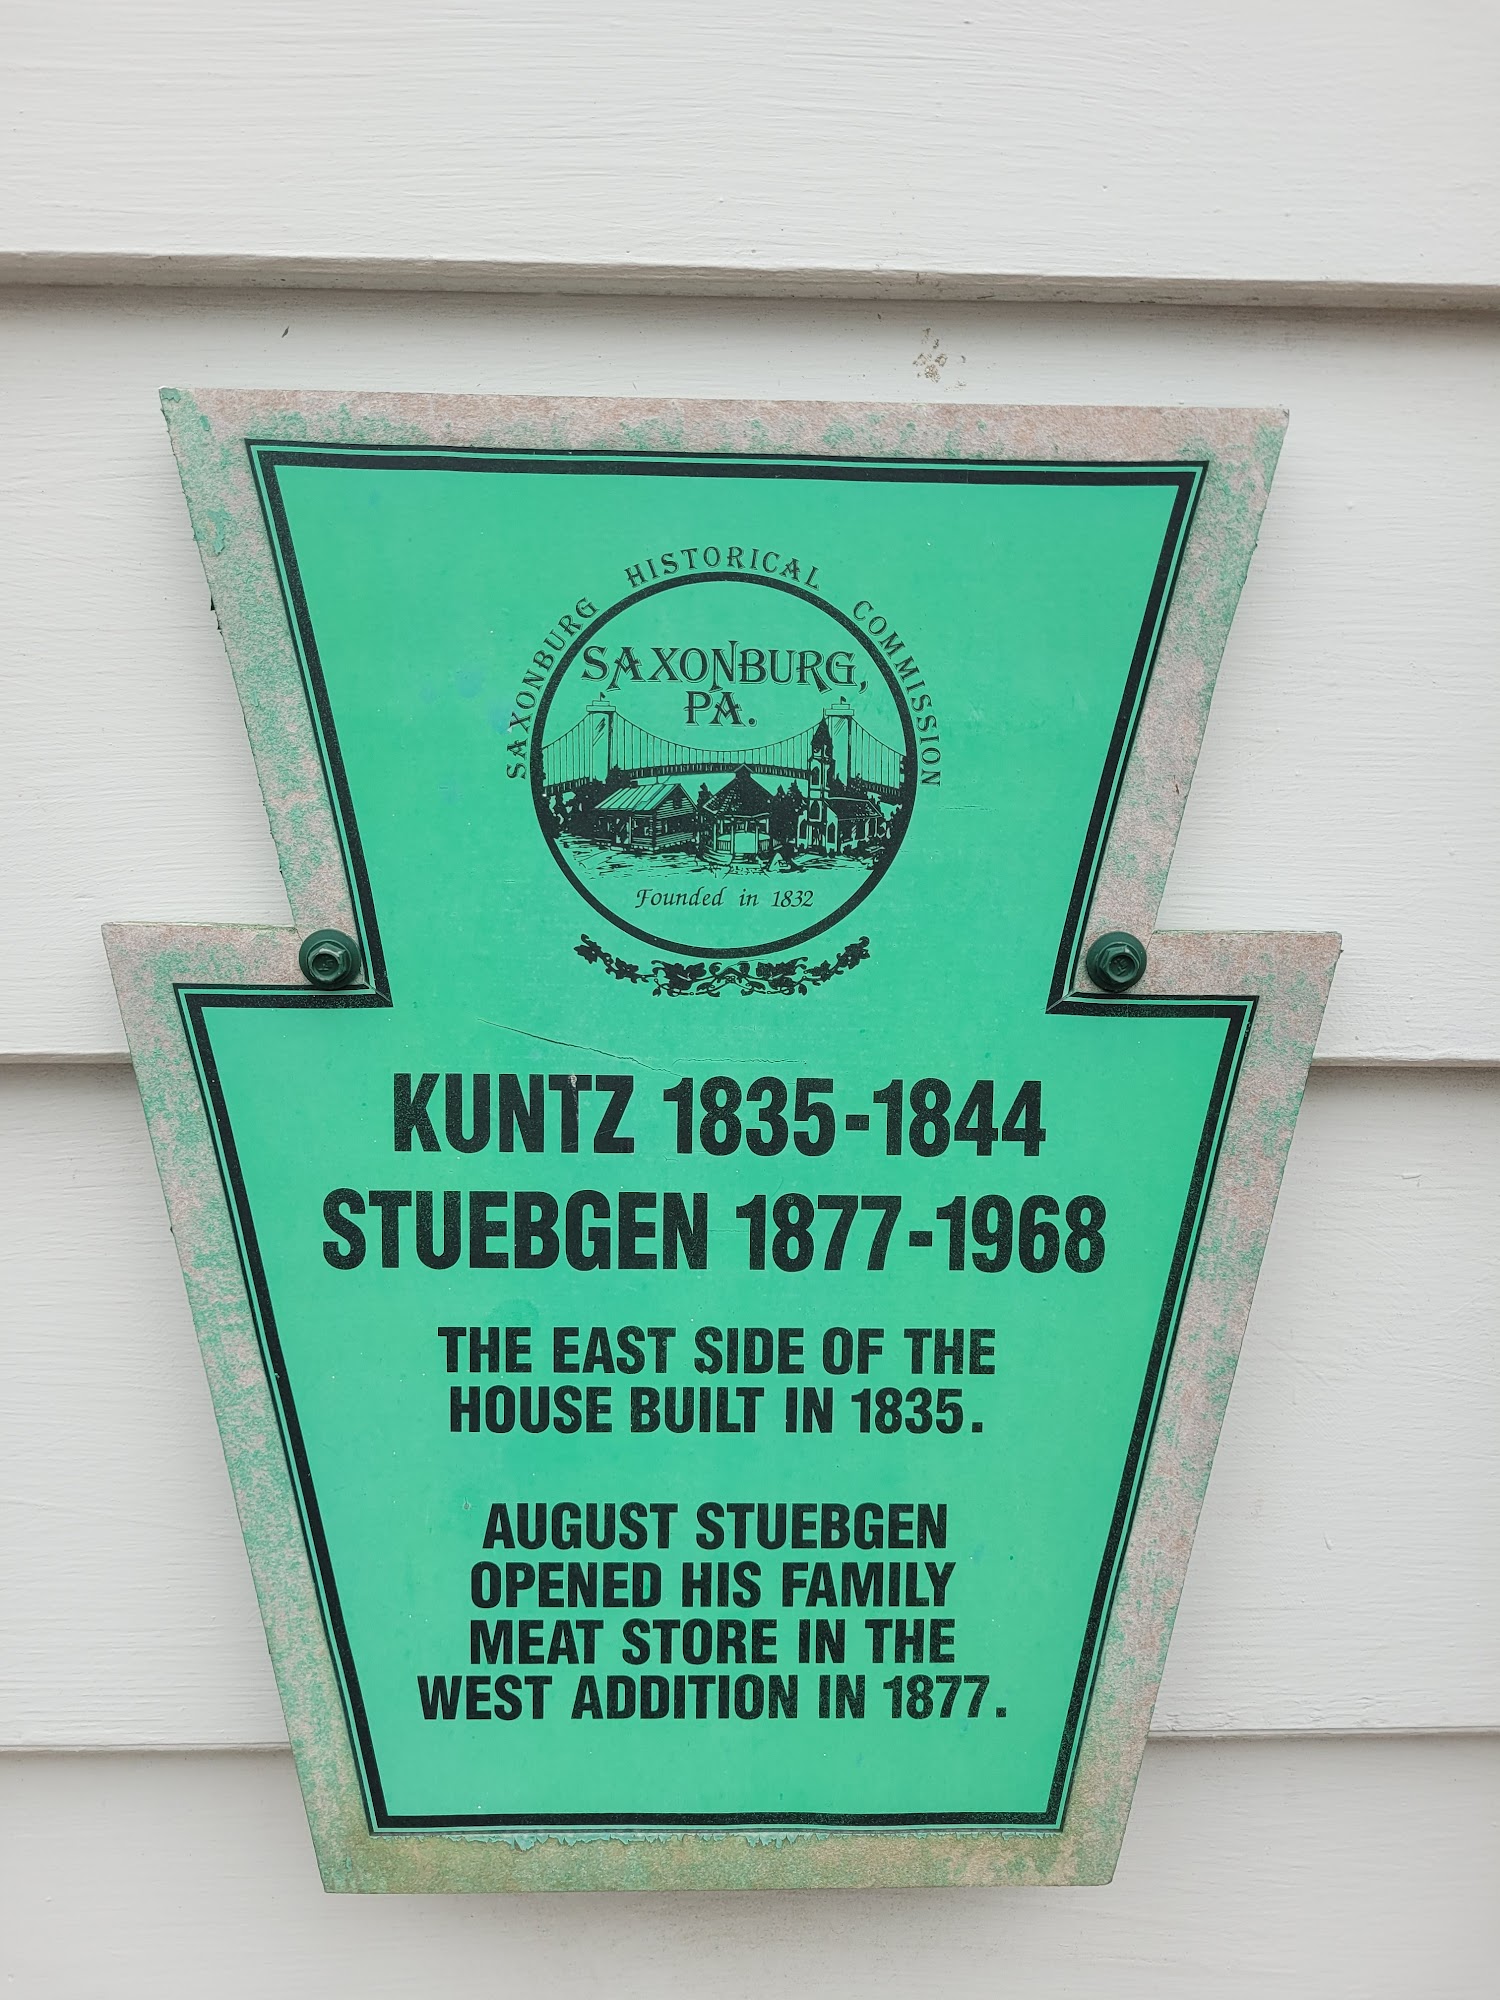 SAXONBURG HISTORICAL COMMISSION
SAXONBURG,
PA.
Founded in 1832
KUNTZ 1835-1844
STUEBGEN 1877-1968
THE EAST SIDE OF THE
HOUSE BUILT IN 1835.
AUGUST STUEBGEN
OPENED HIS FAMILY
MEAT STORE IN THE
WEST ADDITION IN 1877.